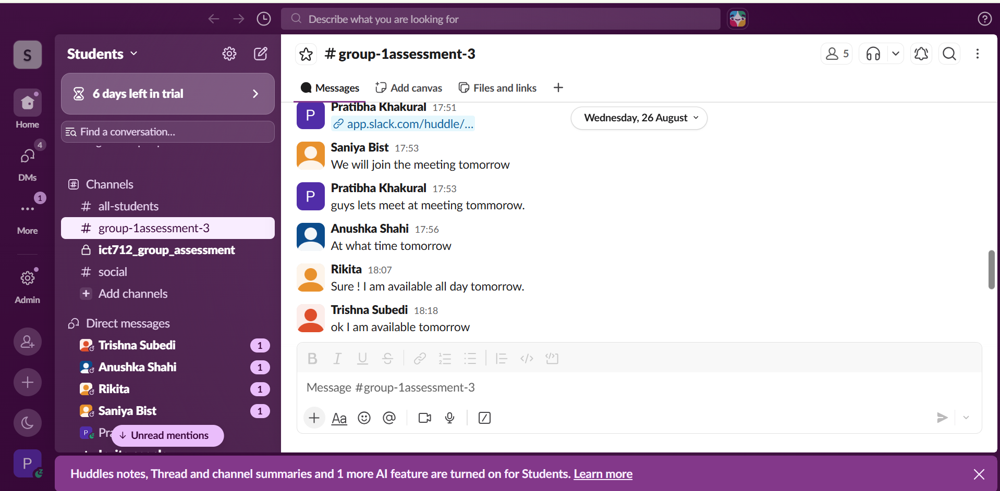 Describe what you are looking for
S
Students
6 days left in trial
Find a conversation...
Home
4
DMs
1
More
Admin
Channels
# all-students
# group-1assessment-3
ict712_group_assessment
# social
+ Add channels
Direct messages
Trishna Subedi 1
Anushka Shahi 1
Rikita 1
Saniya Bist 1
P
Unread mentions
P
# group-1assessment-3
5
Messages
Add canvas
Files and links
Wednesday, 26 August
P
Pratibha Khakural 17:51
app.slack.com/huddle/...
Saniya Bist 17:53
We will join the meeting tomorrow
P
Pratibha Khakural 17:53
guys lets meet at meeting tommorow.
Anushka Shahi 17:56
At what time tomorrow
Rikita 18:07
Sure ! I am available all day tomorrow.
Trishna Subedi 18:18
ok I am available tomorrow
B I U S
Message #group-1assessment-3
Aa
Huddles notes, Thread and channel summaries and 1 more AI feature are turned on for Students. Learn more